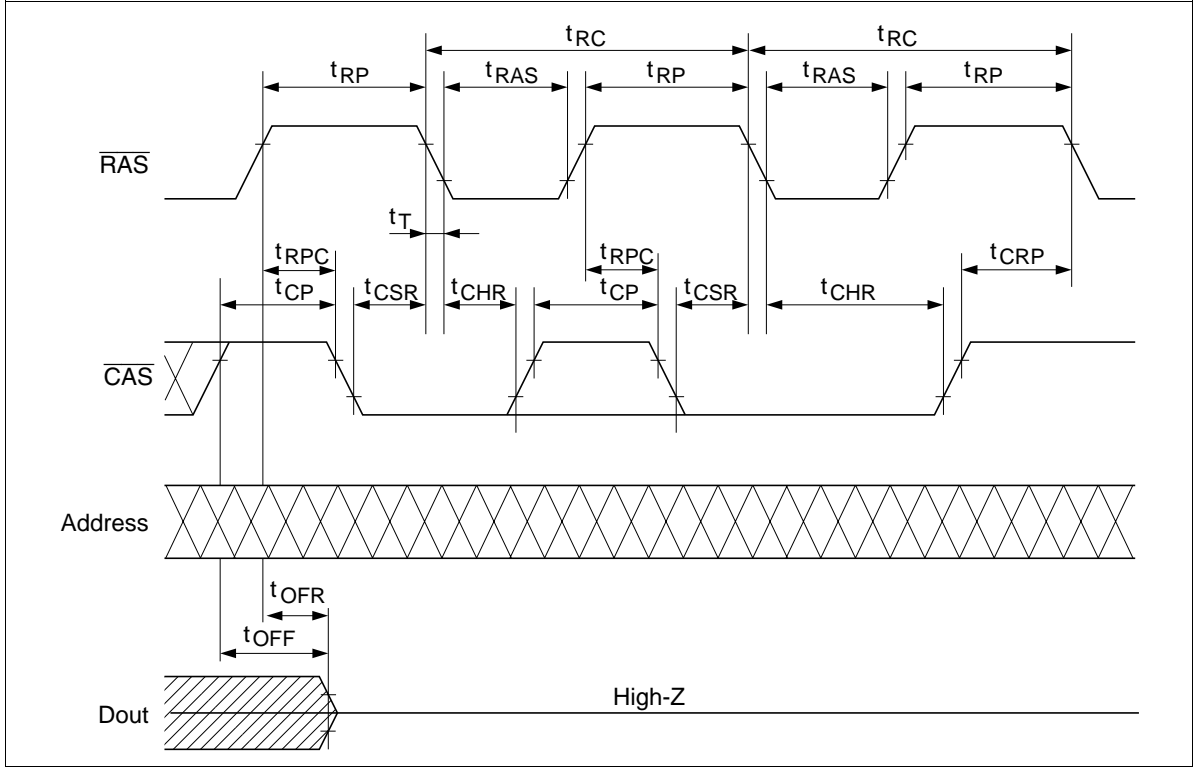 tRC tRC
tRP tRAS tRP tRAS tRP
RAS
tT
tRPC tRPC tCRP
tCP tCSR tCHR tCP tCSR tCHR
CAS
Address
tOFR
tOFF
High-Z
Dout